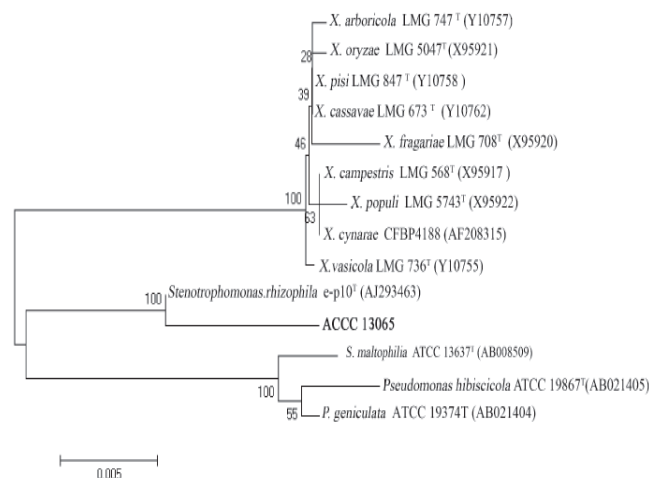 X. arboricola LMG 747 ᵀ (Y10757)
28
X. oryzae LMG 5047ᵀ (X95921)
X. pisi LMG 847 ᵀ (Y10758 )
39
X. cassavae LMG 673 ᵀ (Y10762)
46
X. fragariae LMG 708ᵀ (X95920)
X. campestris LMG 568ᵀ (X95917 )
100
X. populi LMG 5743ᵀ (X95922)
63
X. cynarae CFBP4188 (AF208315)
X.vasicola LMG 736ᵀ (Y10755)
100
Stenotrophomonas.rhizophila e-p10ᵀ (AJ293463)
ACCC 13065
S. maltophilia ATCC 13637ᵀ (AB008509)
100
Pseudomonas hibiscicola ATCC 19867ᵀ(AB021405)
55
P. geniculata ATCC 19374T (AB021404)
0.005